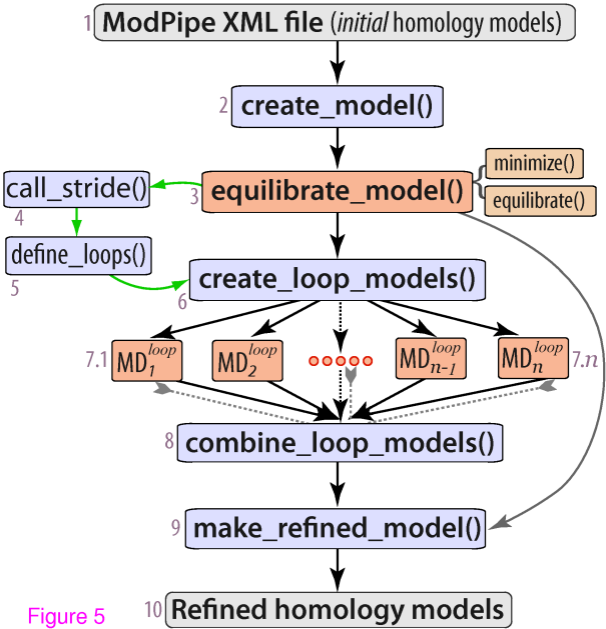 1 ModPipe XML file (initial homology models)
2 create_model()
minimize()
3 equilibrate_model()
equilibrate()
call_stride()
4
define_loops()
5
create_loop_models()
6
7.1 MD1loop MD2loop MDn-1loop MDnloop 7.n
8 combine_loop_models()
9 make_refined_model()
10 Refined homology models
Figure 5